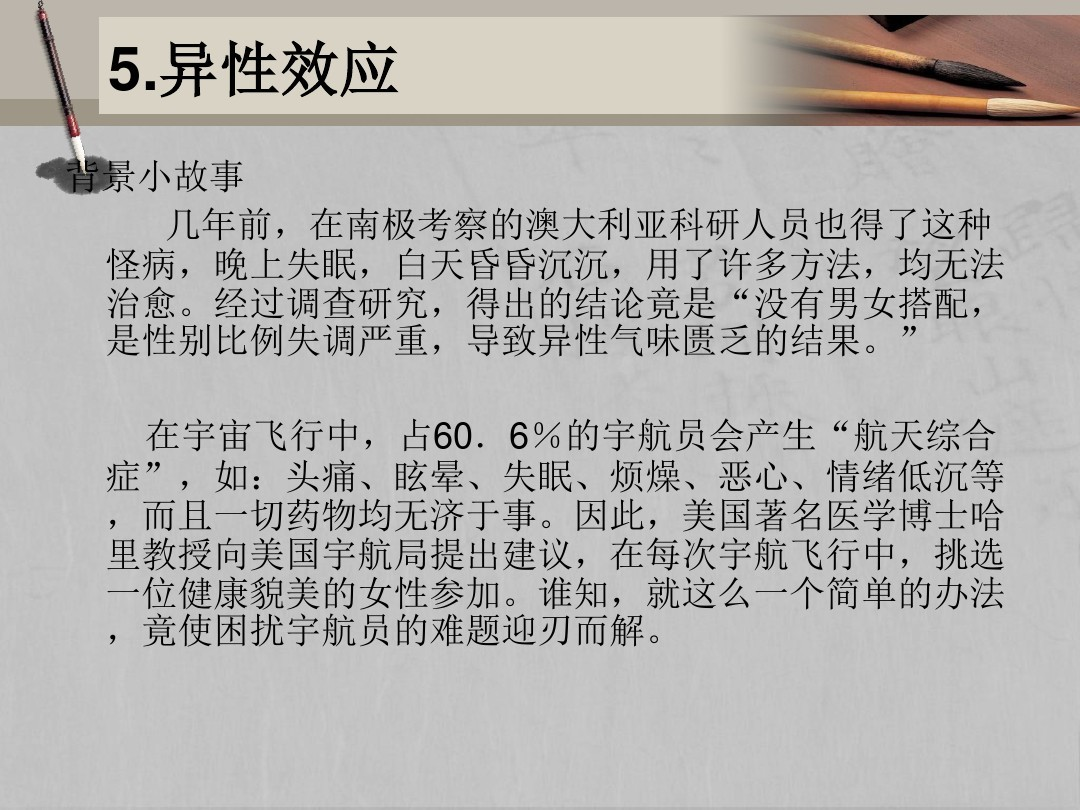 5.异性效应
背景小故事
几年前，在南极考察的澳大利亚科研人员也得了这种
怪病，晚上失眠，白天昏昏沉沉，用了许多方法，均无法
治愈。经过调查研究，得出的结论竟是“没有男女搭配，
是性别比例失调严重，导致异性气味匮乏的结果。”
在宇宙飞行中，占60．6％的宇航员会产生“航天综合
症”，如：头痛、眩晕、失眠、烦燥、恶心、情绪低沉等
，而且一切药物均无济于事。因此，美国著名医学博士哈
里教授向美国宇航局提出建议，在每次宇航飞行中，挑选
一位健康貌美的女性参加。谁知，就这么一个简单的办法
，竟使困扰宇航员的难题迎刃而解。